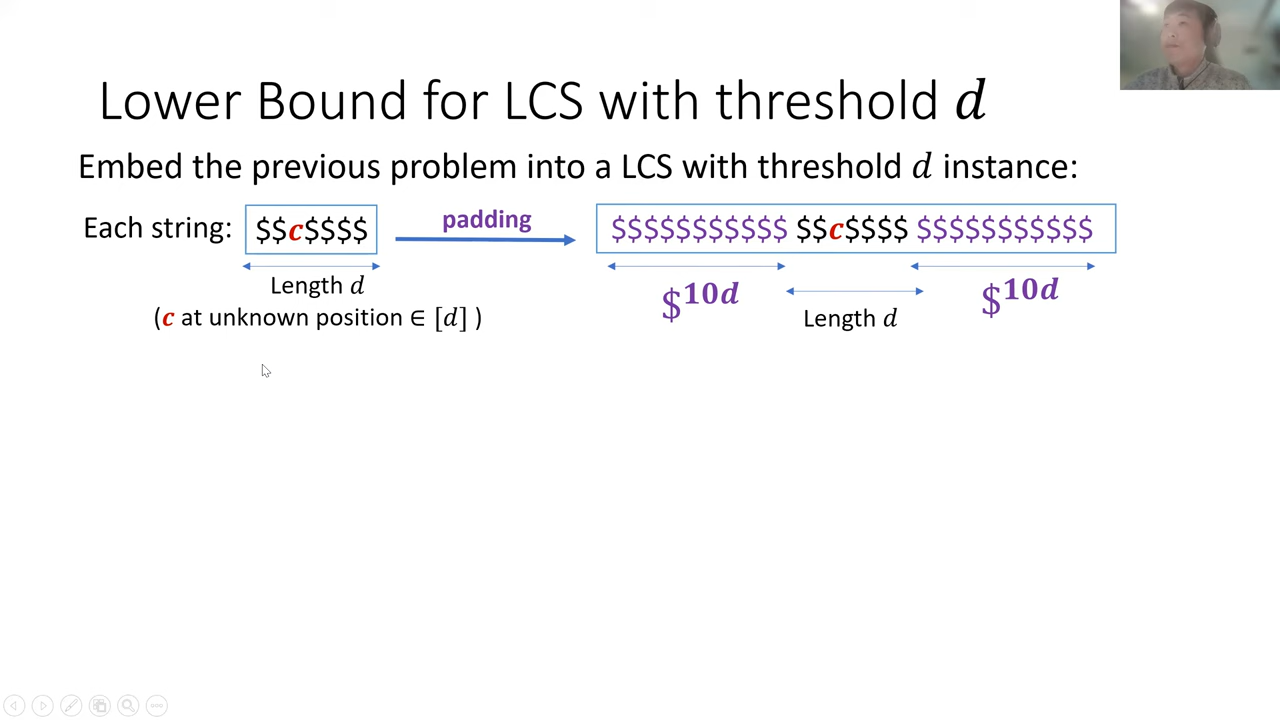 Lower Bound for LCS with threshold d
Embed the previous problem into a LCS with threshold d instance:
Each string: $$c$$$$ padding $$$$$$$$$$$ $$c$$$$ $$$$$$$$$$$
Length d $^10d Length d $^10d
(c at unknown position ∈ [d] )